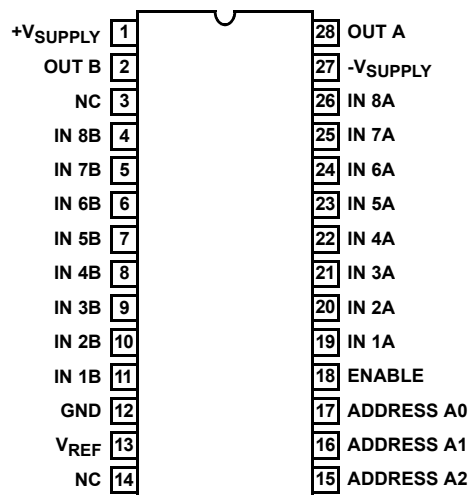 +VSUPPLY 1 28 OUT A
OUT B 2 27 -VSUPPLY
NC 3 26 IN 8A
IN 8B 4 25 IN 7A
IN 7B 5 24 IN 6A
IN 6B 6 23 IN 5A
IN 5B 7 22 IN 4A
IN 4B 8 21 IN 3A
IN 3B 9 20 IN 2A
IN 2B 10 19 IN 1A
IN 1B 11 18 ENABLE
GND 12 17 ADDRESS A0
VREF 13 16 ADDRESS A1
NC 14 15 ADDRESS A2